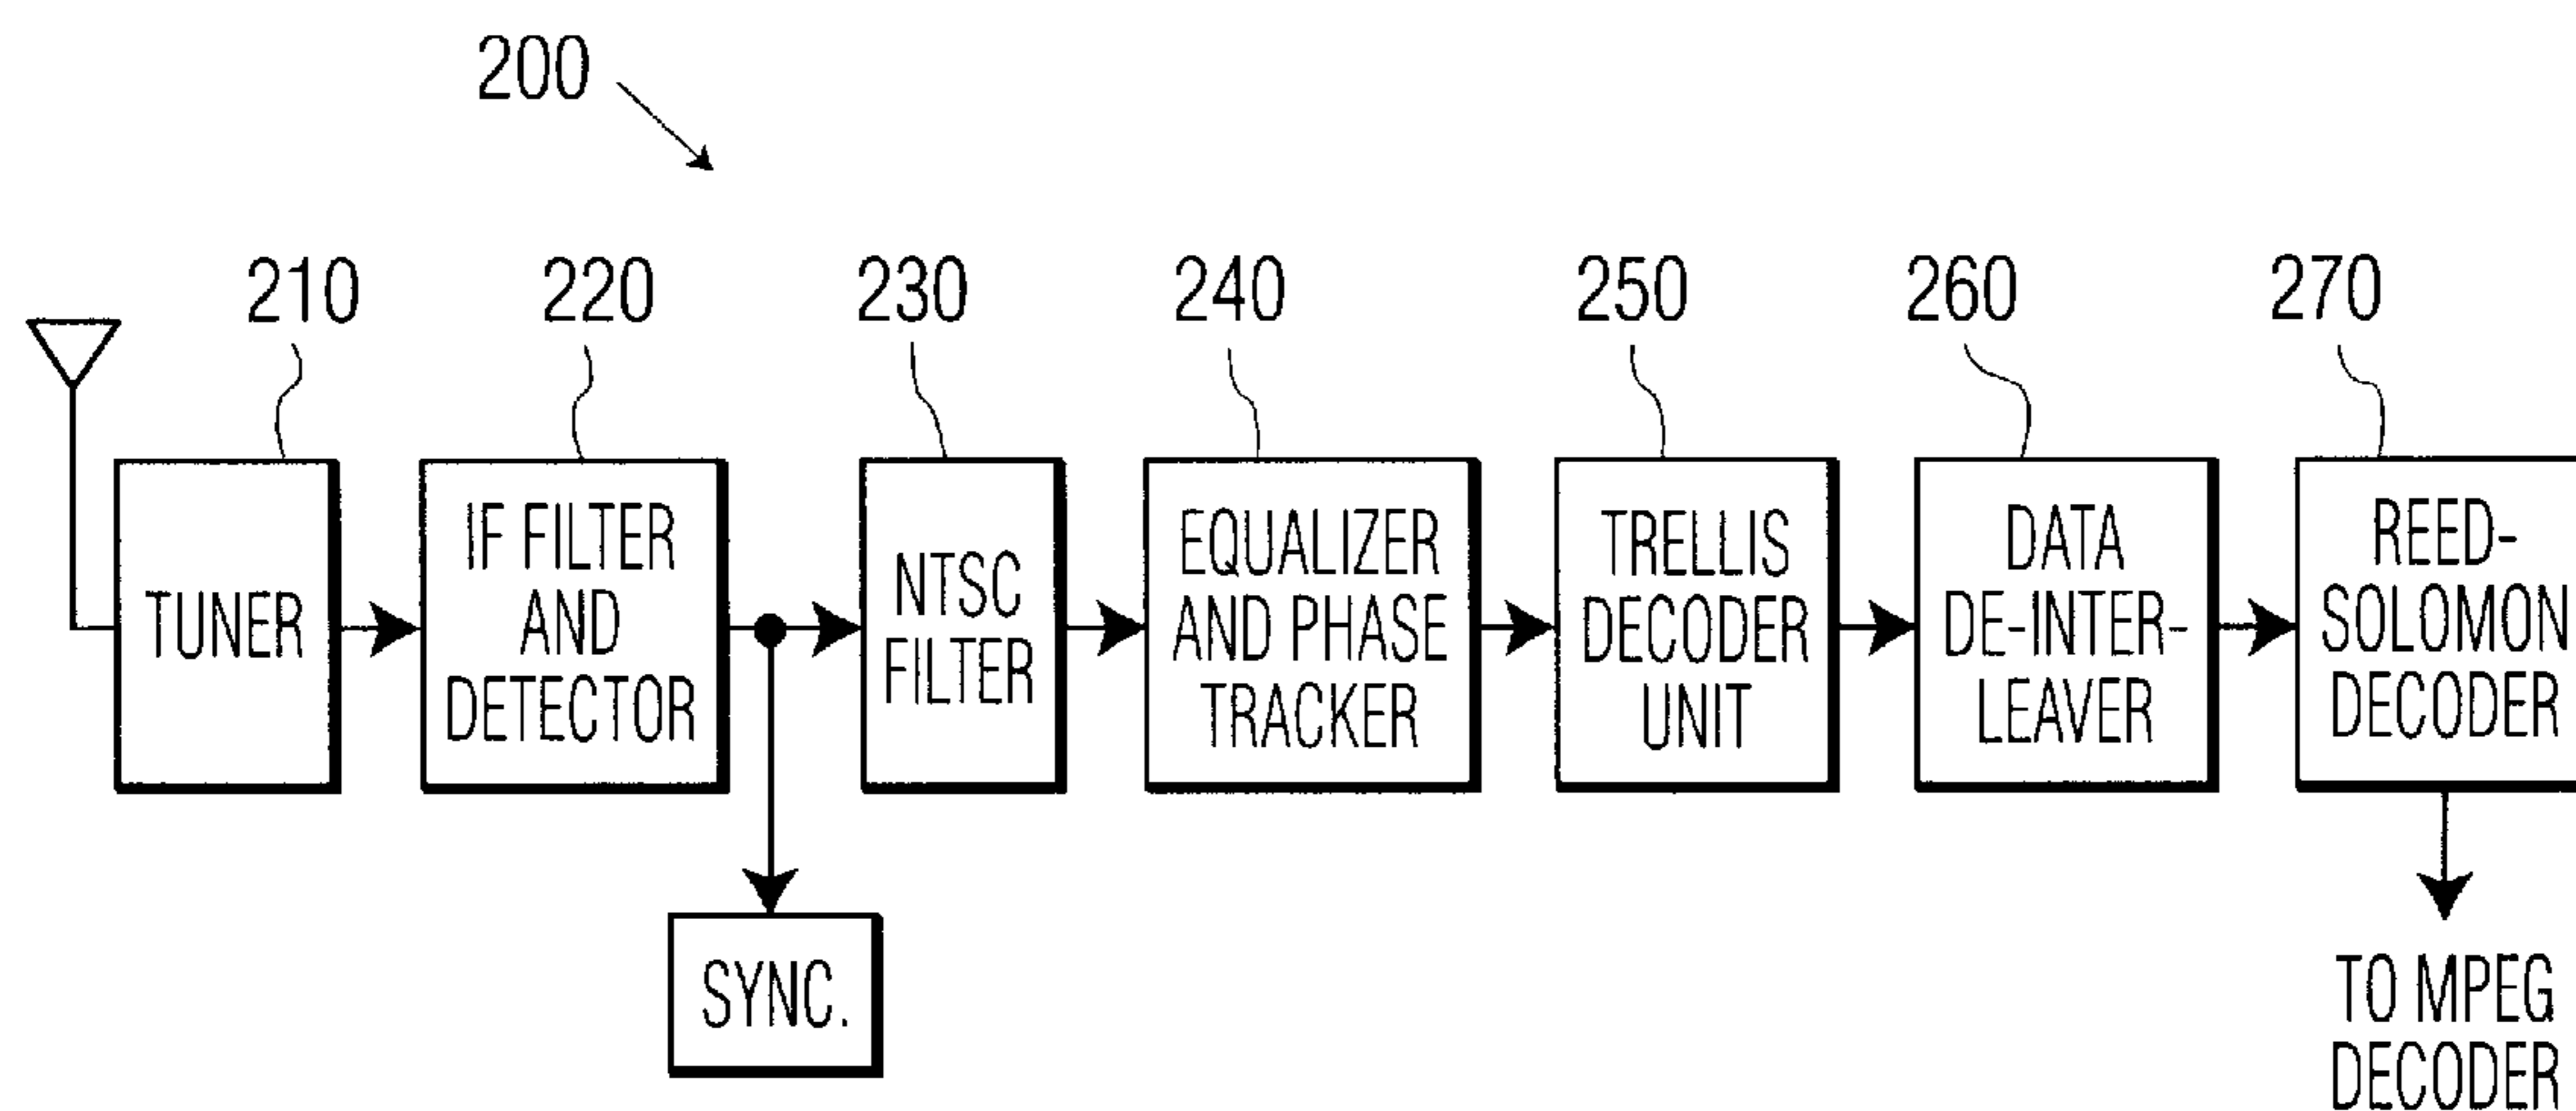 200
210
220
230
240
250
260
270
TUNER
IF FILTER
AND
DETECTOR
NTSC
FILTER
EQUALIZER
AND PHASE
TRACKER
TRELLIS
DECODER
UNIT
DATA
DE-INTER-
LEAVER
REED-
SOLOMON
DECODER
SYNC.
TO MPEG
DECODER